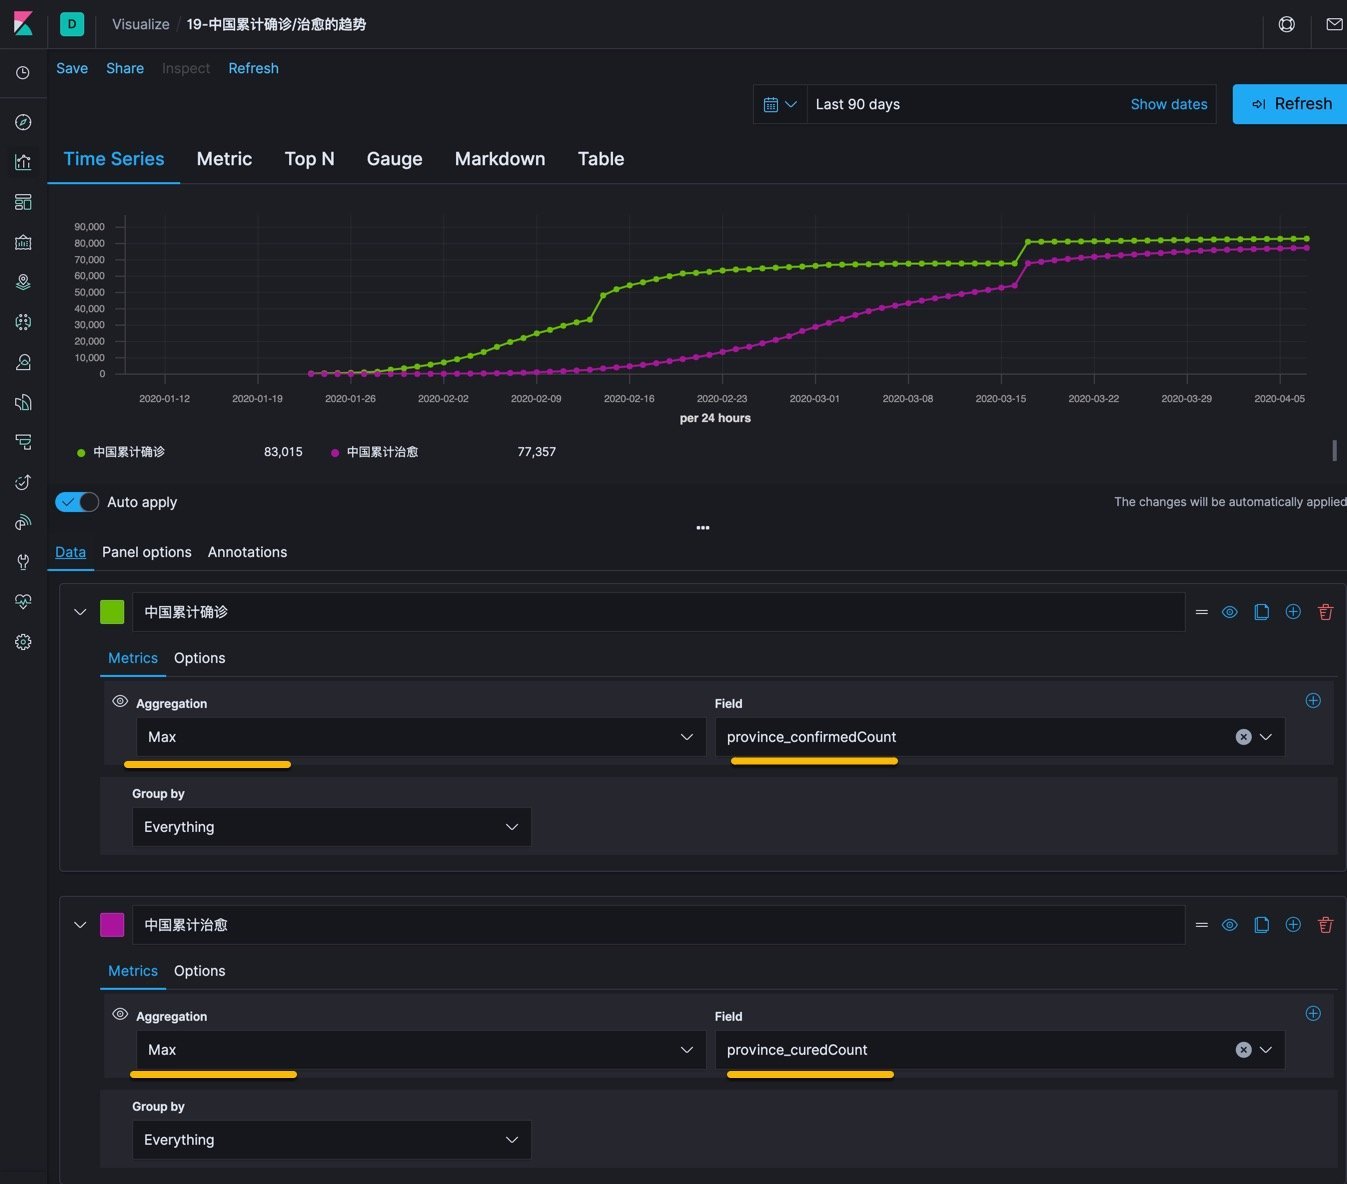 D Visualize / 19-中国累计确诊/治愈的趋势
Save Share Inspect Refresh
Last 90 days Show dates Refresh
Time Series Metric Top N Gauge Markdown Table
90,000
80,000
70,000
60,000
50,000
40,000
30,000
20,000
10,000
0
2020-01-12 2020-01-19 2020-01-26 2020-02-02 2020-02-09 2020-02-16 2020-02-23 2020-03-01 2020-03-08 2020-03-15 2020-03-22 2020-03-29 2020-04-05
per 24 hours
中国累计确诊 83,015 中国累计治愈 77,357
Auto apply The changes will be automatically applied
Data Panel options Annotations
中国累计确诊
Metrics Options
Aggregation Field
Max province_confirmedCount
Group by
Everything
中国累计治愈
Metrics Options
Aggregation Field
Max province_curedCount
Group by
Everything